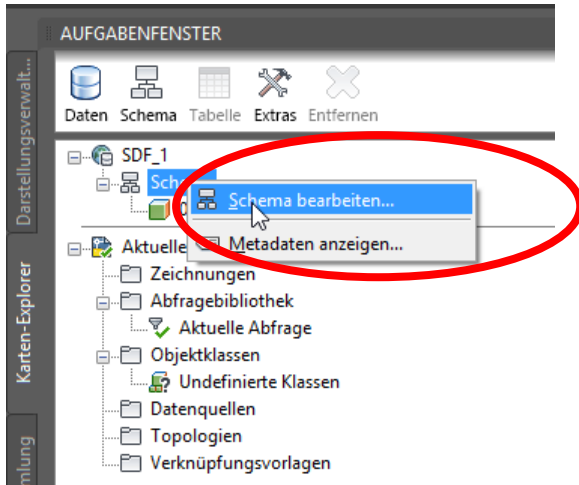 AUFGABENFENSTER
Daten Schema Tabelle Extras Entfernen
SDF_1
Schema bearbeiten...
Metadaten anzeigen...
Aktuelle
Zeichnungen
Abfragebibliothek
Aktuelle Abfrage
Objektklassen
Undefinierte Klassen
Datenquellen
Topologien
Verknüpfungsvorlagen
Darstellungsverwalt...
Karten-Explorer